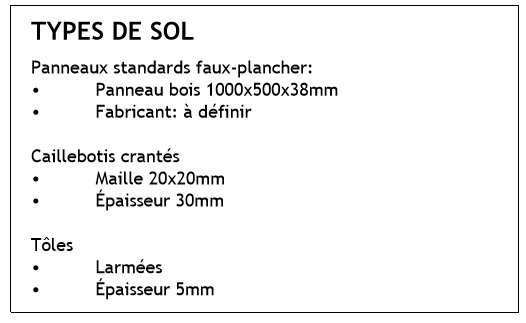 TYPES DE SOL
Panneaux standards faux-plancher:
• Panneau bois 1000x500x38mm
• Fabricant: à définir
Caillebotis crantés
• Maille 20x20mm
• Épaisseur 30mm
Tôles
• Larmées
• Épaisseur 5mm